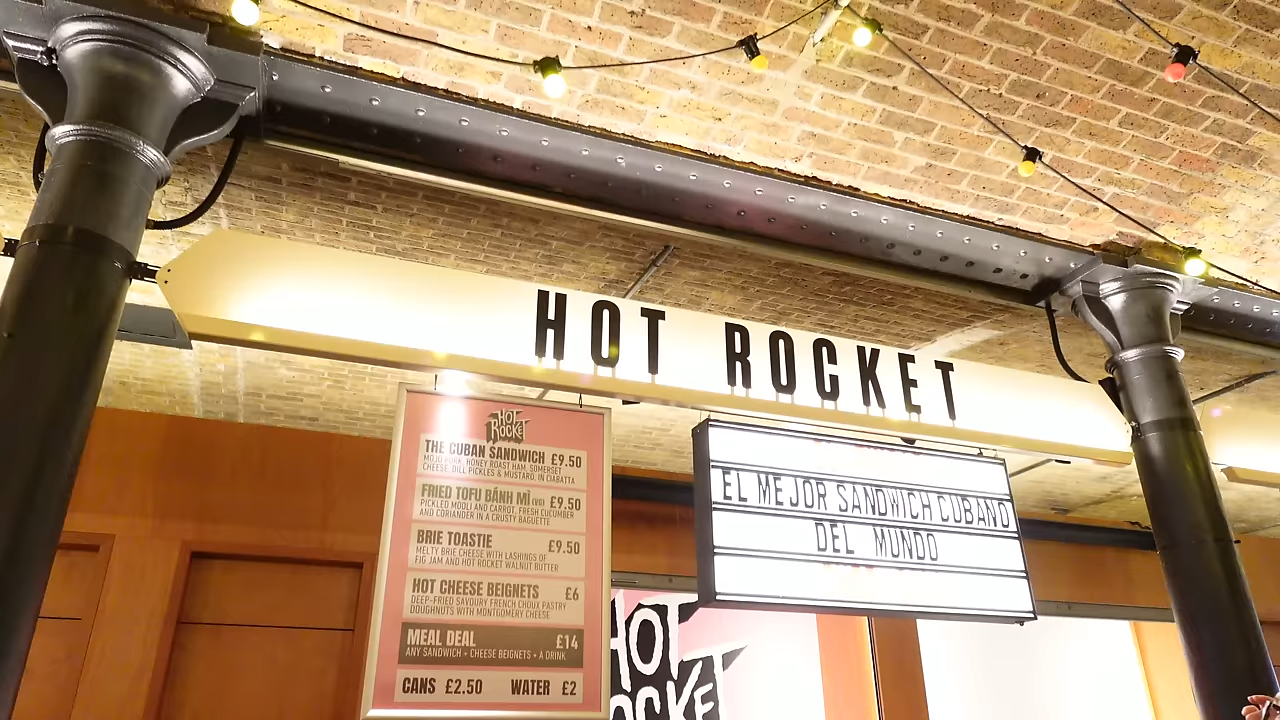 HOT ROCKET
HOT
ROCKET
THE CUBAN SANDWICH £9.50
MOJO PORK, HONEY ROAST HAM, SOMERSET
CHEESE, DILL PICKLES & MUSTARD, IN CIABATTA
FRIED TOFU BÁNH MÌ (VG) £9.50
PICKLED MOOLI AND CARROT, FRESH CUCUMBER
AND CORIANDER IN A CRUSTY BAGUETTE
BRIE TOASTIE £9.50
MELTY BRIE CHEESE WITH LASHINGS OF
FIG JAM AND HOT ROCKET WALNUT BUTTER
HOT CHEESE BEIGNETS £6
DEEP-FRIED SAVOURY FRENCH CHOUX PASTRY
DOUGHNUTS WITH MONTGOMERY CHEESE
MEAL DEAL £14
ANY SANDWICH + CHEESE BEIGNETS + A DRINK
CANS £2.50 WATER £2
EL MEJOR SANDWICH CUBANO
DEL MUNDO
HOT
ROCKET